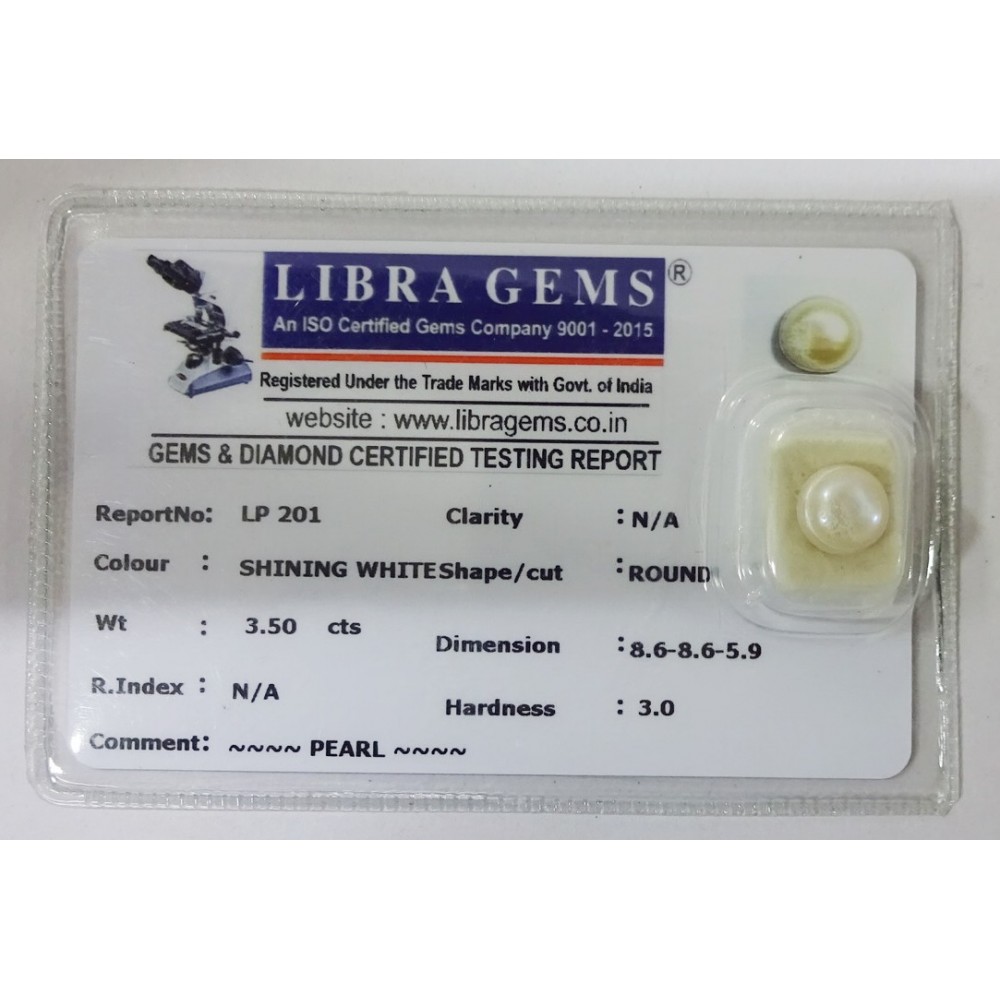 LIBRA GEMS ®
An ISO Certified Gems Company 9001 - 2015
Registered Under the Trade Marks with Govt. of India
website : www.libragems.co.in
GEMS & DIAMOND CERTIFIED TESTING REPORT
ReportNo: LP 201 Clarity : N/A
Colour : SHINING WHITE Shape/cut : ROUND
Wt : 3.50 cts Dimension : 8.6-8.6-5.9
R.Index : N/A Hardness : 3.0
Comment: ~~~~ PEARL ~~~~